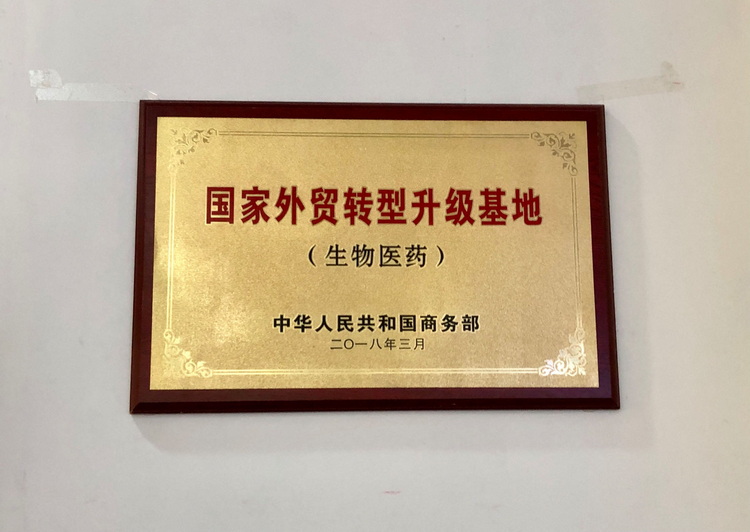 国家外贸转型升级基地
（生物医药）
中华人民共和国商务部
二〇一八年三月